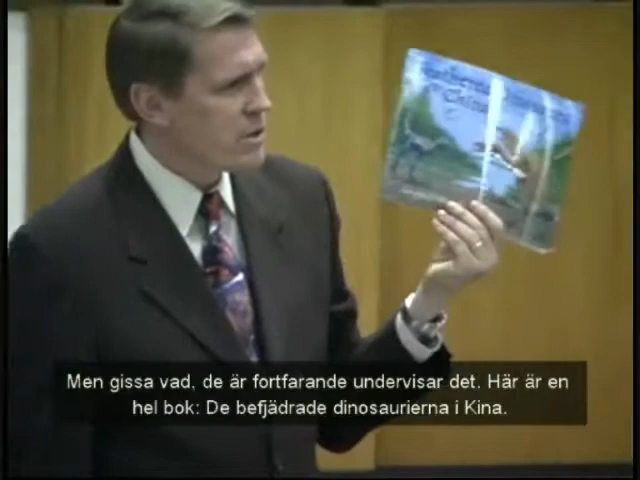 Men gissa vad, de är fortfarande undervisar det. Här är en
hel bok: De befjädrade dinosaurierna i Kina.